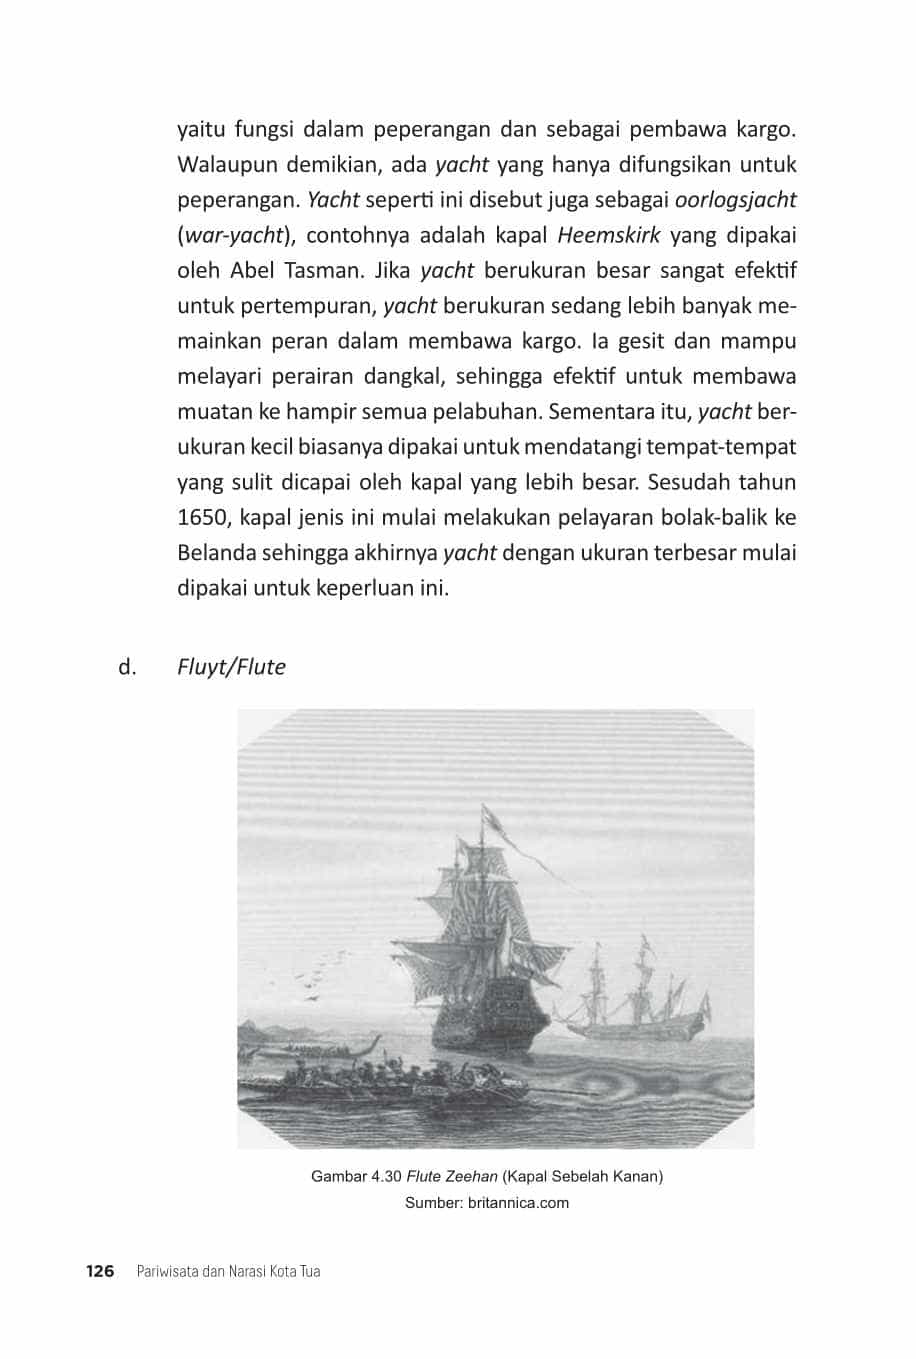 yaitu fungsi dalam peperangan dan sebagai pembawa kargo.
Walaupun demikian, ada yacht yang hanya difungsikan untuk
peperangan. Yacht seperti ini disebut juga sebagai oorlogsjacht
(war-yacht), contohnya adalah kapal Heemskirk yang dipakai
oleh Abel Tasman. Jika yacht berukuran besar sangat efektif
untuk pertempuran, yacht berukuran sedang lebih banyak me-
mainkan peran dalam membawa kargo. Ia gesit dan mampu
melayari perairan dangkal, sehingga efektif untuk membawa
muatan ke hampir semua pelabuhan. Sementara itu, yacht ber-
ukuran kecil biasanya dipakai untuk mendatangi tempat-tempat
yang sulit dicapai oleh kapal yang lebih besar. Sesudah tahun
1650, kapal jenis ini mulai melakukan pelayaran bolak-balik ke
Belanda sehingga akhirnya yacht dengan ukuran terbesar mulai
dipakai untuk keperluan ini.
d. Fluyt/Flute
Gambar 4.30 Flute Zeehan (Kapal Sebelah Kanan)
Sumber: britannica.com
126 Pariwisata dan Narasi Kota Tua